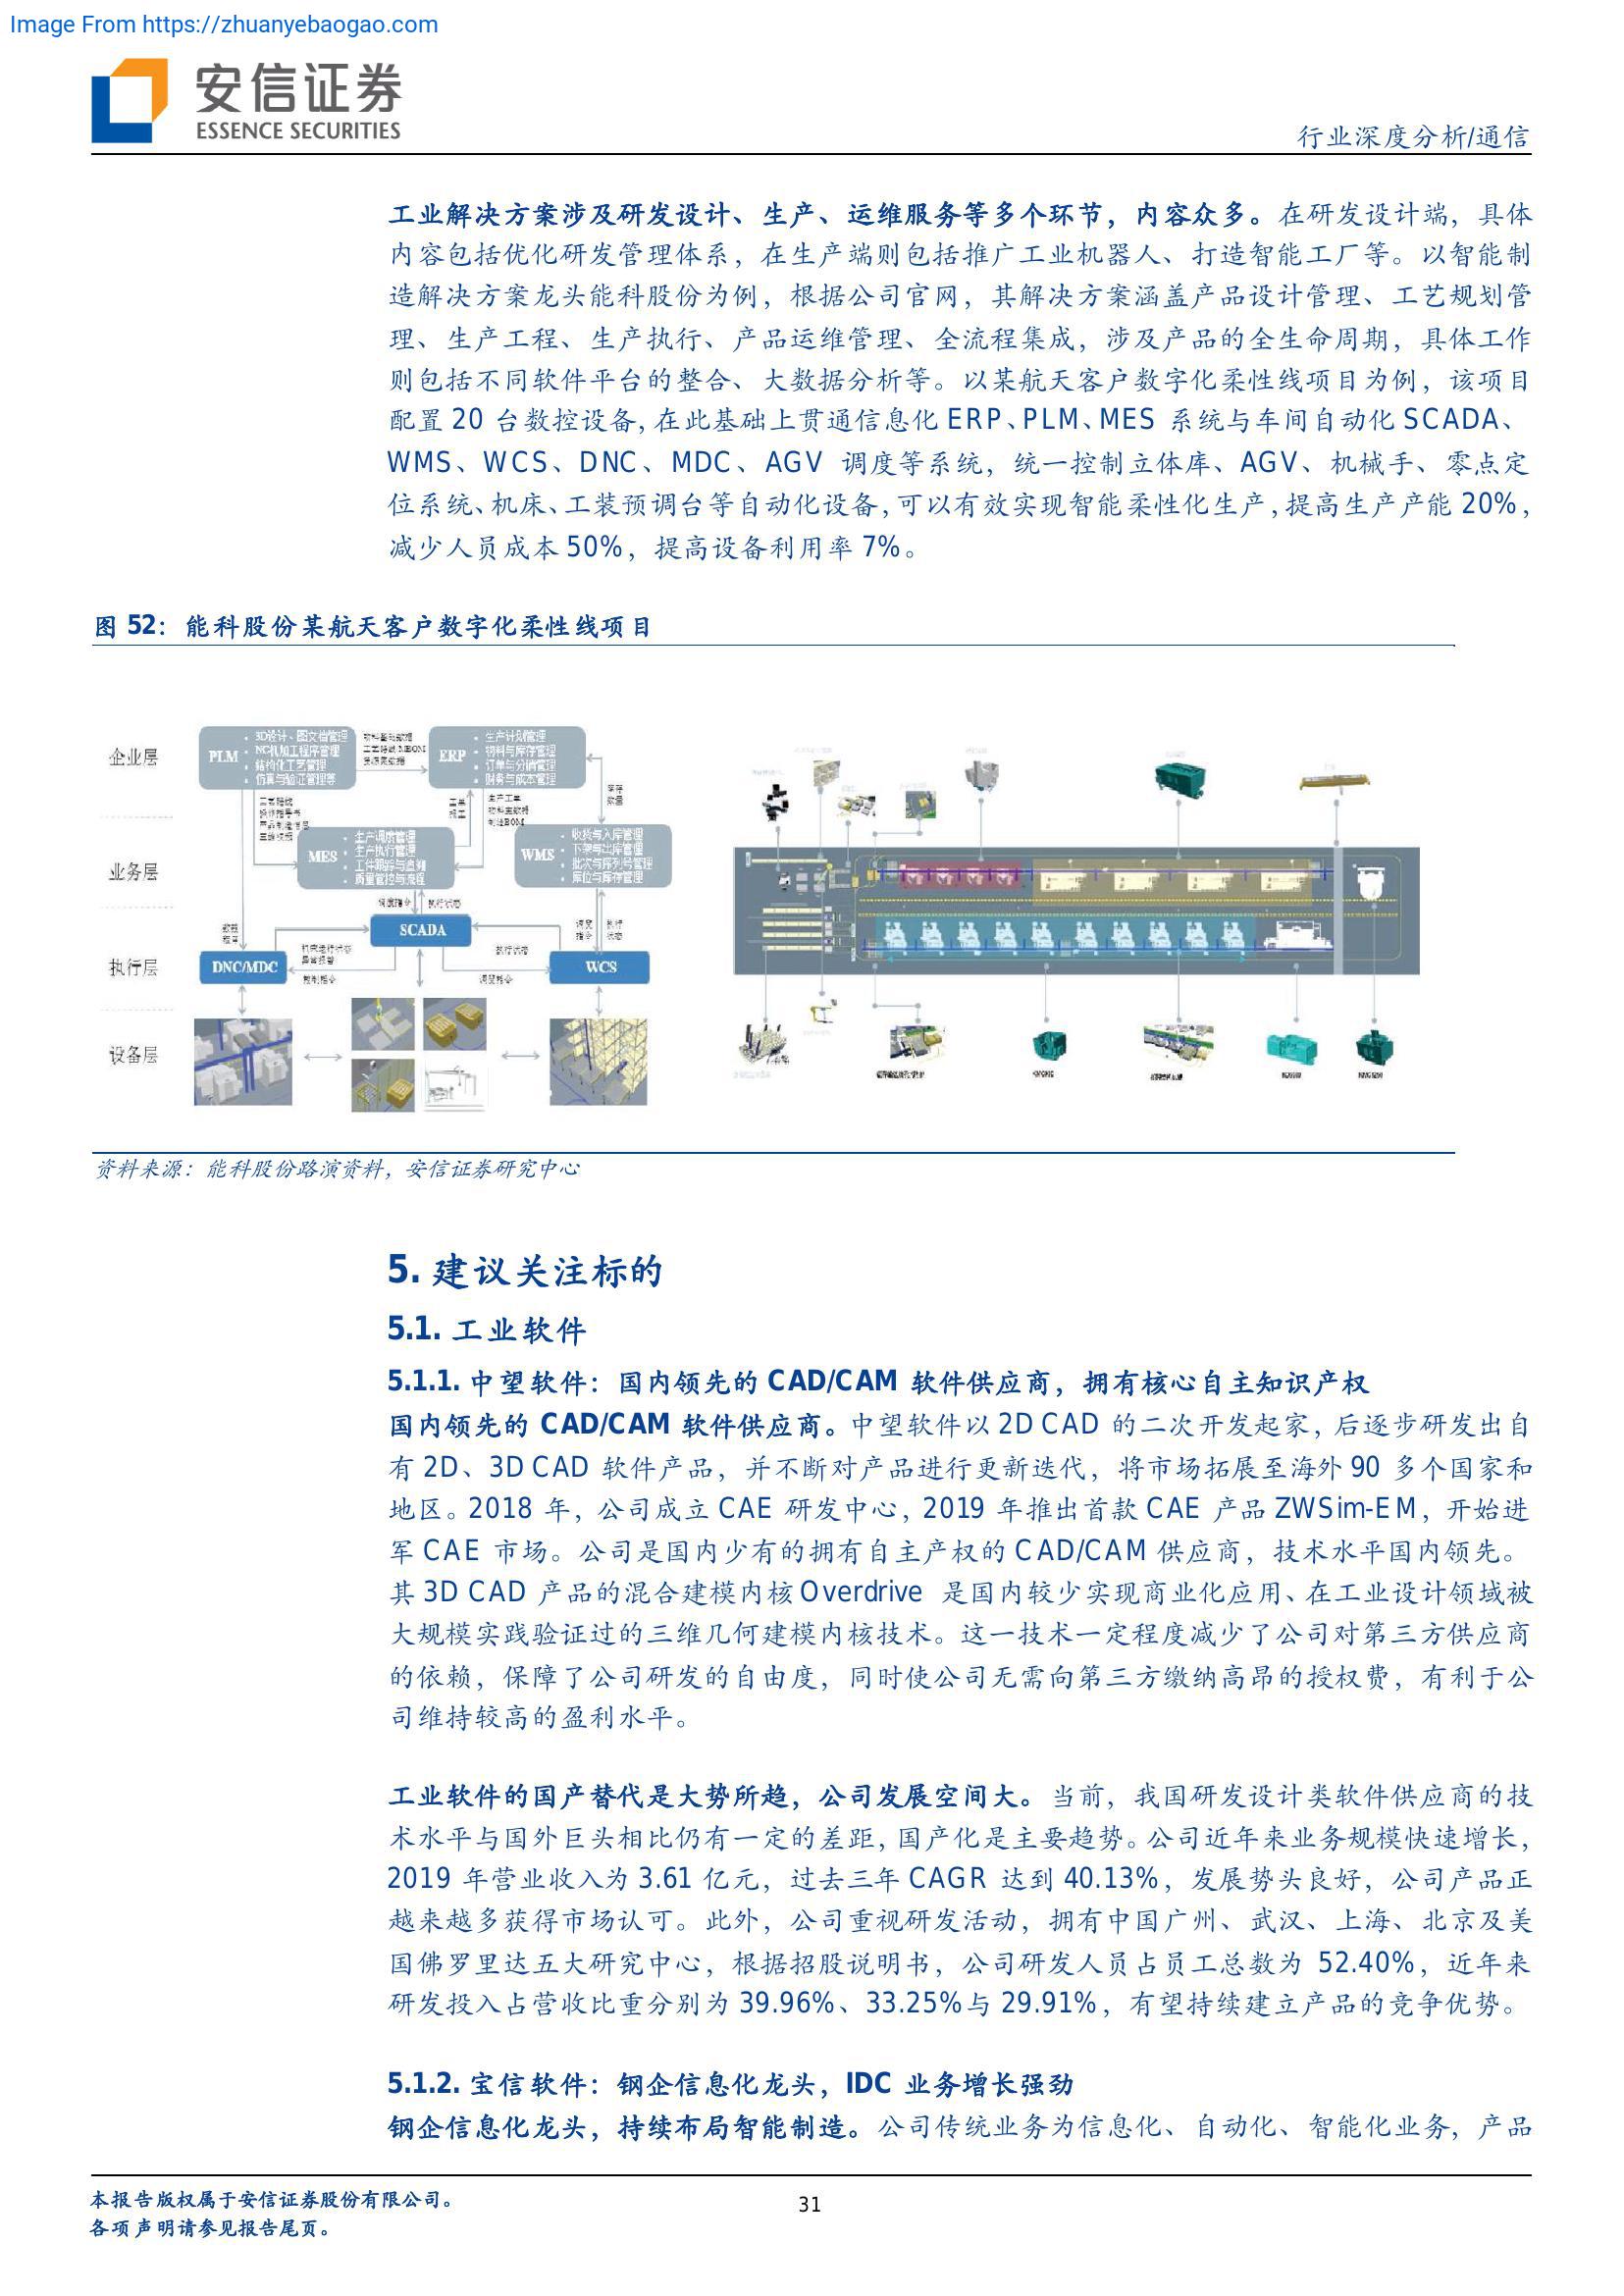 Image From https://zhuanyebaogao.com
安信证券
ESSENCE SECURITIES
行业深度分析/通信
工业解决方案涉及研发设计、生产、运维服务等多个环节，内容众多。在研发设计端，具体
内容包括优化研发管理体系，在生产端则包括推广工业机器人、打造智能工厂等。以智能制
造解决方案龙头能科股份为例，根据公司官网，其解决方案涵盖产品设计管理、工艺规划管
理、生产工程、生产执行、产品运维管理、全流程集成，涉及产品的全生命周期，具体工作
则包括不同软件平台的整合、大数据分析等。以某航天客户数字化柔性线项目为例，该项目
配置 20 台数控设备，在此基础上贯通信息化 ERP、PLM、MES 系统与车间自动化 SCADA、
WMS、WCS、DNC、MDC、AGV 调度等系统，统一控制立体库、AGV、机械手、零点定
位系统、机床、工装预调台等自动化设备，可以有效实现智能柔性化生产，提高生产产能 20%，
减少人员成本 50%，提高设备利用率 7%。
图 52：能科股份某航天客户数字化柔性线项目
企业层
业务层
执行层
设备层
PLM
3D设计、图文档管理
NC机加工程序管理
结构化工艺管理
仿真与验证管理等
ERP
生产计划管理
物料与库存管理
订单与分销管理
财务与成本管理
MES
生产调度管理
生产执行管理
工件跟踪与追溯
质量管控与流程
WMS
收货与入库管理
下架与出库管理
批次与序列号管理
库位与库存管理
调度指令
执行状态
SCADA
DNC/MDC
WCS
资料来源：能科股份路演资料，安信证券研究中心
5. 建议关注标的
5.1. 工业软件
5.1.1. 中望软件：国内领先的 CAD/CAM 软件供应商，拥有核心自主知识产权
国内领先的 CAD/CAM 软件供应商。中望软件以 2D CAD 的二次开发起家，后逐步研发出自
有 2D、3D CAD 软件产品，并不断对产品进行更新迭代，将市场拓展至海外 90 多个国家和
地区。2018 年，公司成立 CAE 研发中心，2019 年推出首款 CAE 产品 ZWSim-EM，开始进
军 CAE 市场。公司是国内少有的拥有自主产权的 CAD/CAM 供应商，技术水平国内领先。
其 3D CAD 产品的混合建模内核 Overdrive 是国内较少实现商业化应用、在工业设计领域被
大规模实践验证过的三维几何建模内核技术。这一技术一定程度减少了公司对第三方供应商
的依赖，保障了公司研发的自由度，同时使公司无需向第三方缴纳高昂的授权费，有利于公
司维持较高的盈利水平。
工业软件的国产替代是大势所趋，公司发展空间大。当前，我国研发设计类软件供应商的技
术水平与国外巨头相比仍有一定的差距，国产化是主要趋势。公司近年来业务规模快速增长，
2019 年营业收入为 3.61 亿元，过去三年 CAGR 达到 40.13%，发展势头良好，公司产品正
越来越多获得市场认可。此外，公司重视研发活动，拥有中国广州、武汉、上海、北京及美
国佛罗里达五大研究中心，根据招股说明书，公司研发人员占员工总数为 52.40%，近年来
研发投入占营收比重分别为 39.96%、33.25%与 29.91%，有望持续建立产品的竞争优势。
5.1.2. 宝信软件：钢企信息化龙头，IDC 业务增长强劲
钢企信息化龙头，持续布局智能制造。公司传统业务为信息化、自动化、智能化业务，产品
本报告版权属于安信证券股份有限公司。
31
各项声明请参见报告尾页。